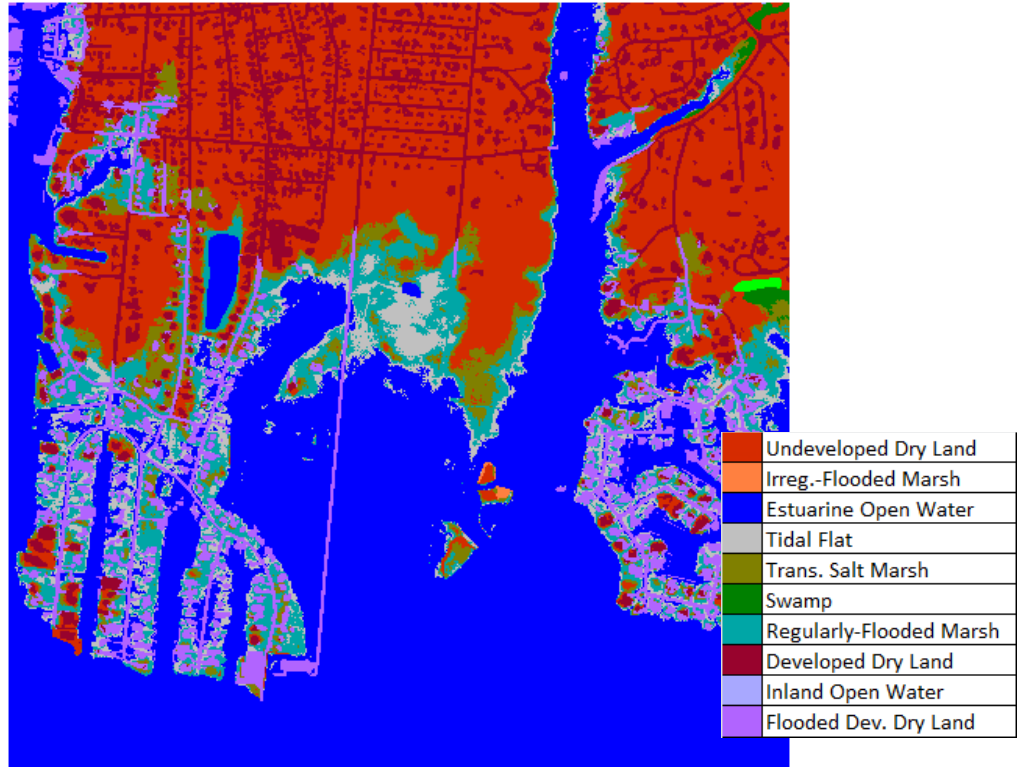 Undeveloped Dry Land
Irreg.-Flooded Marsh
Estuarine Open Water
Tidal Flat
Trans. Salt Marsh
Swamp
Regularly-Flooded Marsh
Developed Dry Land
Inland Open Water
Flooded Dev. Dry Land